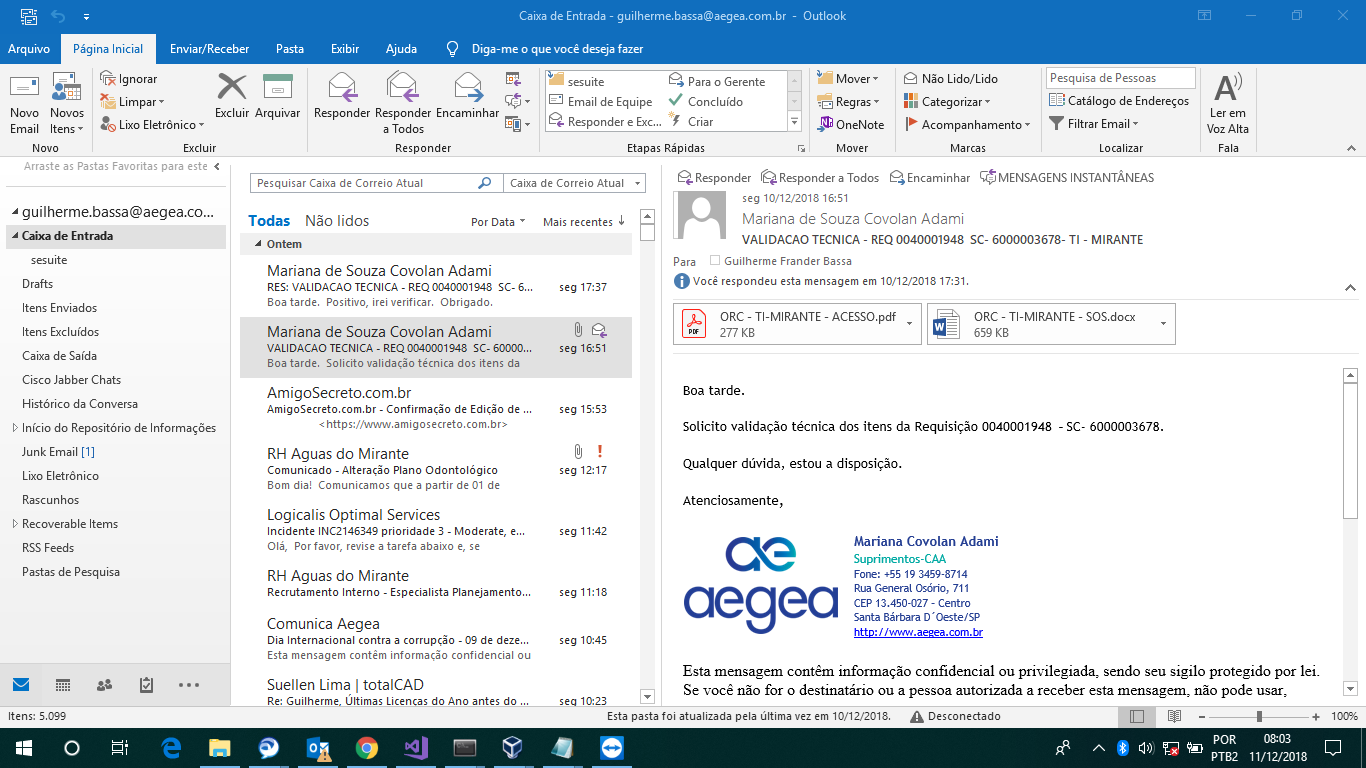 Caixa de Entrada - guilherme.bassa@aegea.com.br - Outlook
Arquivo Página Inicial Enviar/Receber Pasta Exibir Ajuda Diga-me o que você deseja fazer
Novo Email
Novos Itens
Novo
Ignorar
Limpar
Lixo Eletrônico
Excluir
Arquivar
Excluir
Responder
Responder a Todos
Encaminhar
Responder
sesuite
Email de Equipe
Responder e Exc...
Para o Gerente
Concluído
Criar
Etapas Rápidas
Mover
Regras
OneNote
Mover
Não Lido/Lido
Categorizar
Acompanhamento
Marcas
Pesquisa de Pessoas
Catálogo de Endereços
Filtrar Email
Localizar
Ler em Voz Alta
Fala
Arraste as Pastas Favoritas para este
guilherme.bassa@aegea.co...
Caixa de Entrada
sesuite
Drafts
Itens Enviados
Itens Excluídos
Caixa de Saída
Cisco Jabber Chats
Histórico da Conversa
Início do Repositório de Informações
Junk Email [1]
Lixo Eletrônico
Rascunhos
Recoverable Items
RSS Feeds
Pastas de Pesquisa
Pesquisar Caixa de Correio Atual Caixa de Correio Atual
Todas Não lidos Por Data Mais recentes
Ontem
Mariana de Souza Covolan Adami
RES: VALIDACAO TECNICA - REQ 0040001948 SC- 6... seg 17:37
Boa tarde. Positivo, irei verificar. Obrigado.
Mariana de Souza Covolan Adami
VALIDACAO TECNICA - REQ 0040001948 SC- 60000... seg 16:51
Boa tarde. Solicito validação técnica dos itens da
AmigoSecreto.com.br
AmigoSecreto.com.br - Confirmação de Edição de ... seg 15:53
<https://www.amigosecreto.com.br>
RH Aguas do Mirante
Comunicado - Alteração Plano Odontológico seg 12:17
Bom dia! Comunicamos que a partir de 01 de
Logicalis Optimal Services
Incidente INC2146349 prioridade 3 - Moderate, e... seg 11:42
Olá, Por favor, revise a tarefa abaixo e, se
RH Aguas do Mirante
Recrutamento Interno - Especialista Planejamento... seg 11:18
Comunica Aegea
Dia Internacional contra a corrupção - 09 de deze... seg 10:45
Esta mensagem contêm informação confidencial ou
Suellen Lima | totalCAD
Re: Guilherme, Últimas Licenças do Ano antes do ... seg 10:23
Responder Responder a Todos Encaminhar MENSAGENS INSTANTÂNEAS
seg 10/12/2018 16:51
Mariana de Souza Covolan Adami
VALIDACAO TECNICA - REQ 0040001948 SC- 6000003678- TI - MIRANTE
Para Guilherme Frander Bassa
Você respondeu esta mensagem em 10/12/2018 17:31.
ORC - TI-MIRANTE - ACESSO.pdf
277 KB
ORC - TI-MIRANTE - SOS.docx
659 KB
Boa tarde.
Solicito validação técnica dos itens da Requisição 0040001948 - SC- 6000003678.
Qualquer dúvida, estou a disposição.
Atenciosamente,
aegea
Mariana Covolan Adami
Suprimentos-CAA
Fone: +55 19 3459-8714
Rua General Osório, 711
CEP 13.450-027 - Centro
Santa Bárbara D´Oeste/SP
http://www.aegea.com.br
Esta mensagem contêm informação confidencial ou privilegiada, sendo seu sigilo protegido por lei.
Se você não for o destinatário ou a pessoa autorizada a receber esta mensagem, não pode usar,
Itens: 5.099 Esta pasta foi atualizada pela última vez em 10/12/2018. Desconectado 100%
POR 08:03
PTB2 11/12/2018